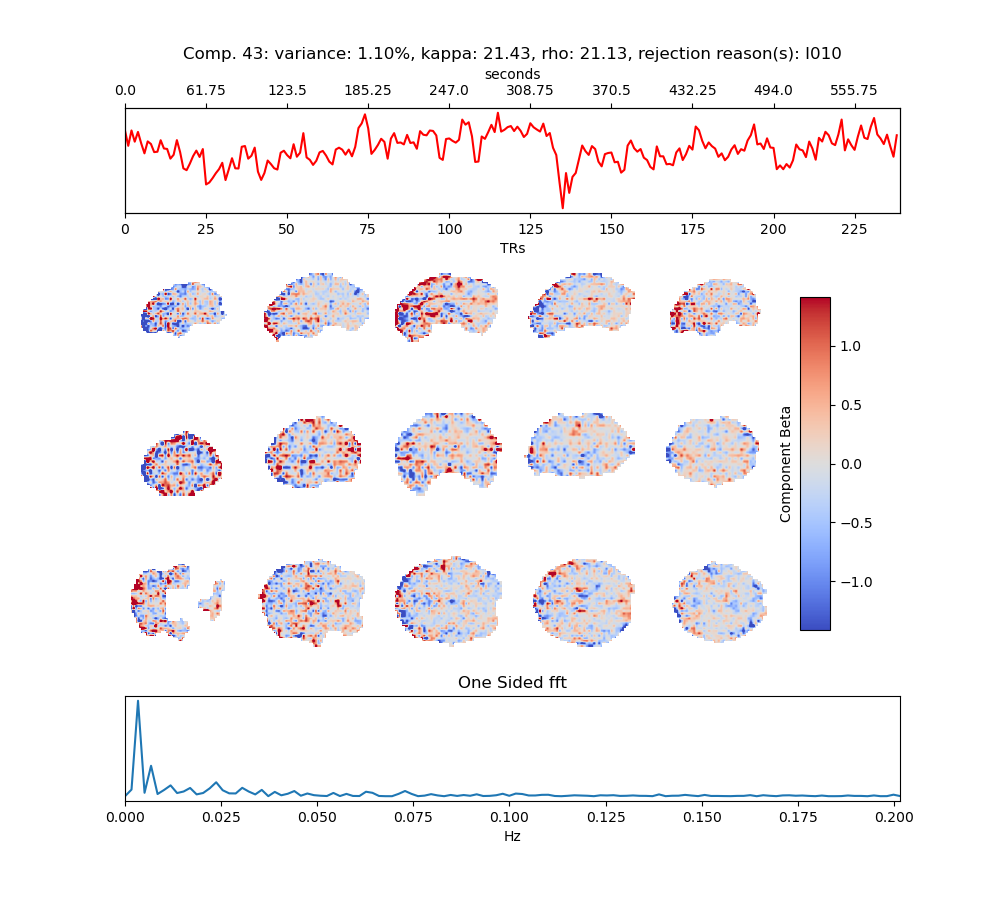 Comp. 43: variance: 1.10%, kappa: 21.43, rho: 21.13, rejection reason(s): I010
seconds
0.0 61.75 123.5 185.25 247.0 308.75 370.5 432.25 494.0 555.75
0 25 50 75 100 125 150 175 200 225
TRs
1.0
0.5
0.0
−0.5
−1.0
Component Beta
One Sided fft
0.000 0.025 0.050 0.075 0.100 0.125 0.150 0.175 0.200
Hz